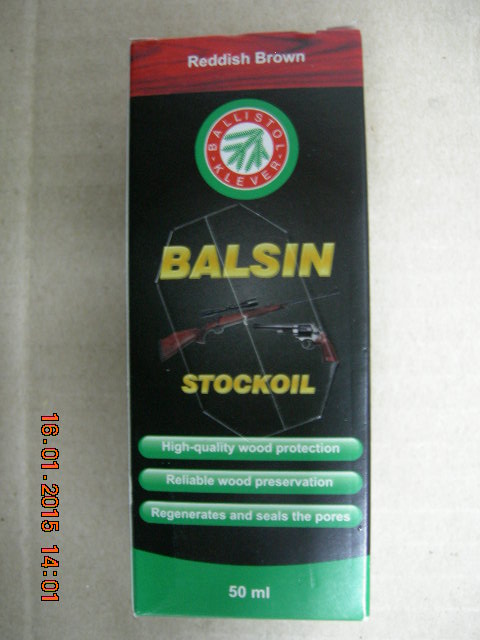 Reddish Brown
BALLISTOL
KLEVER
BALSIN
STOCKOIL
High-quality wood protection
Reliable wood preservation
Regenerates and seals the pores
50 ml
16.01.2015 14:01